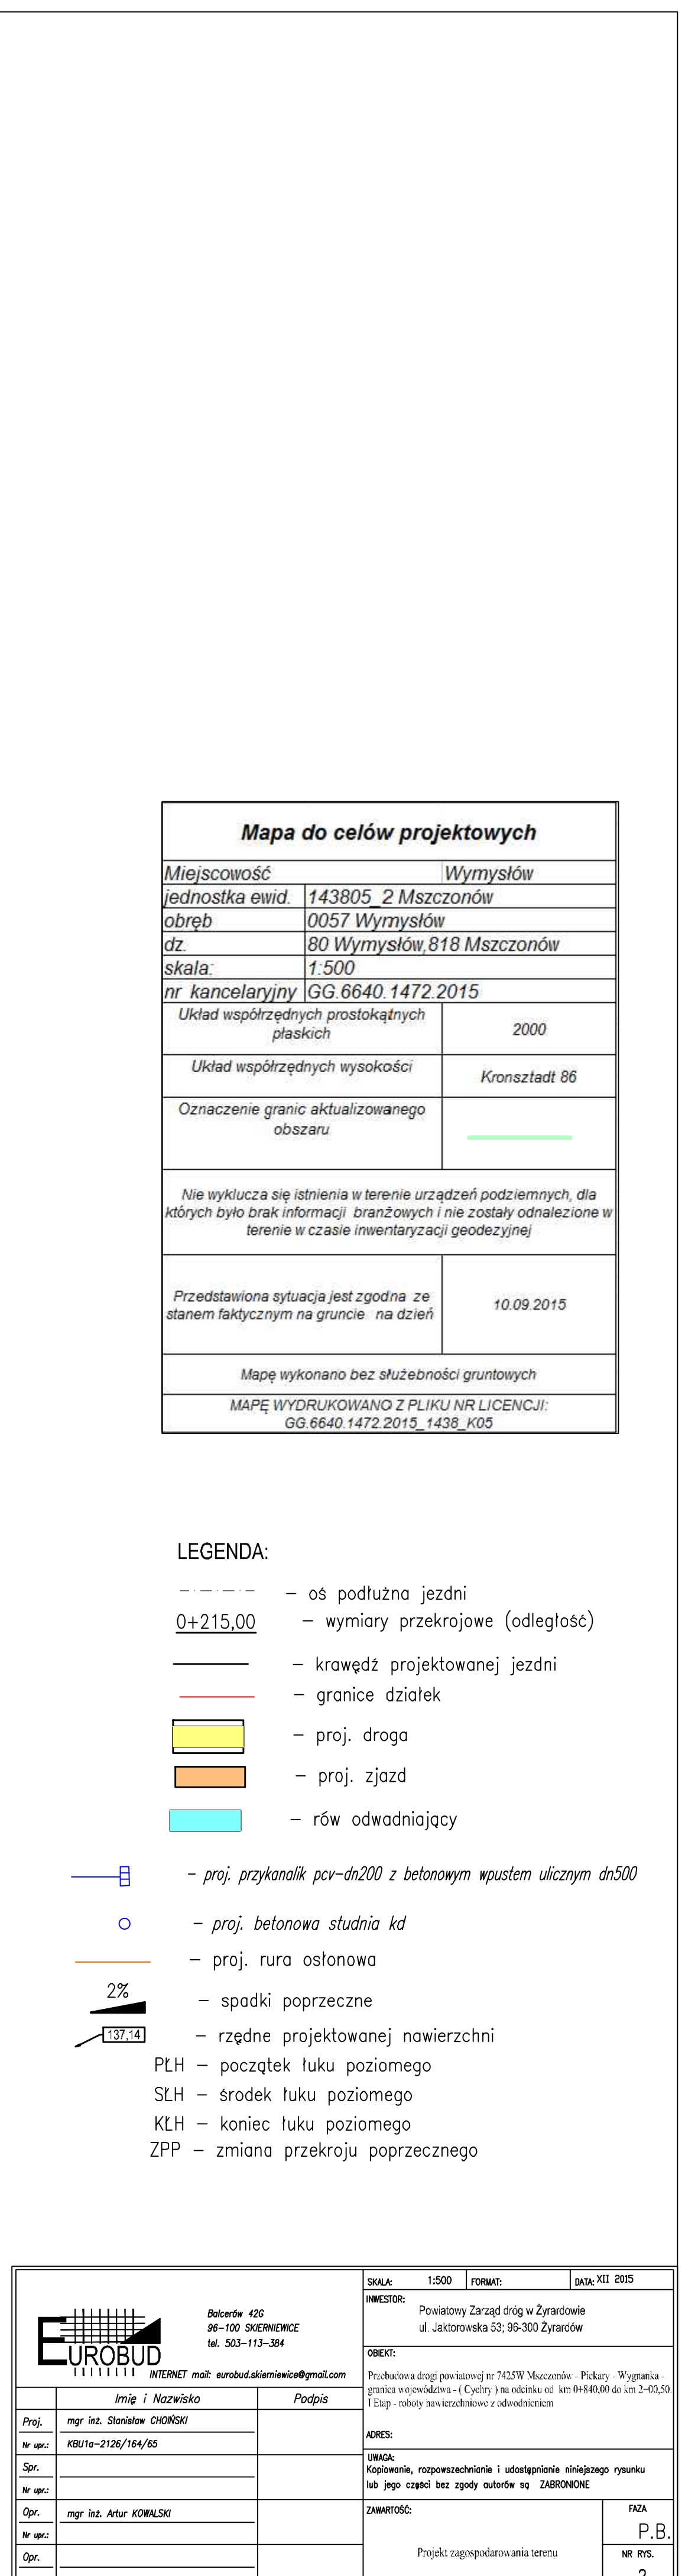 Mapa do celów projektowych
Miejscowość Wymysłów
jednostka ewid. 143805_2 Mszczonów
obręb 0057 Wymysłów
dz. 80 Wymysłów,818 Mszczonów
skala: 1:500
nr kancelaryjny GG.6640.1472.2015
Układ współrzędnych prostokątnych
płaskich
2000
Układ współrzędnych wysokości
Kronsztadt 86
Oznaczenie granic aktualizowanego
obszaru
Nie wyklucza się istnienia w terenie urządzeń podziemnych, dla
których było brak informacji branżowych i nie zostały odnalezione w
terenie w czasie inwentaryzacji geodezyjnej
Przedstawiona sytuacja jest zgodna ze
stanem faktycznym na gruncie na dzień
10.09.2015
Mapę wykonano bez służebności gruntowych
MAPĘ WYDRUKOWANO Z PLIKU NR LICENCJI:
GG.6640.1472.2015_1438_K05
LEGENDA:
– oś podłużna jezdni
0+215,00 – wymiary przekrojowe (odległość)
– krawędź projektowanej jezdni
– granice działek
– proj. droga
– proj. zjazd
– rów odwadniający
– proj. przykanalik pcv-dn200 z betonowym wpustem ulicznym dn500
– proj. betonowa studnia kd
– proj. rura osłonowa
2% – spadki poprzeczne
137,14 – rzędne projektowanej nawierzchni
PŁH – początek łuku poziomego
SŁH – środek łuku poziomego
KŁH – koniec łuku poziomego
ZPP – zmiana przekroju poprzecznego
EUROBUD
Balcerów 42G
96-100 SKIERNIEWICE
tel. 503-113-384
INTERNET mail: eurobud.skierniewice@gmail.com
SKALA: 1:500 FORMAT: DATA: XII 2015
INWESTOR:
Powiatowy Zarząd dróg w Żyrardowie
ul. Jaktorowska 53; 96-300 Żyrardów
OBIEKT:
Przebudowa drogi powiatowej nr 7425W Mszczonów - Piekary - Wygnanka -
granica województwa - ( Cychry ) na odcinku od km 0+840,00 do km 2+00,50.
I Etap - roboty nawierzchniowe z odwodnieniem
ADRES:
UWAGA:
Kopiowanie, rozpowszechnianie i udostępnianie niniejszego rysunku
lub jego części bez zgody autorów są ZABRONIONE
Imię i Nazwisko Podpis
Proj. mgr inż. Stanisław CHOIŃSKI
Nr upr.: KBU1a-2126/164/65
Spr.
Nr upr.:
Opr. mgr inż. Artur KOWALSKI
Nr upr.:
Opr.
ZAWARTOŚĆ:
Projekt zagospodarowania terenu
FAZA
P.B.
NR RYS.